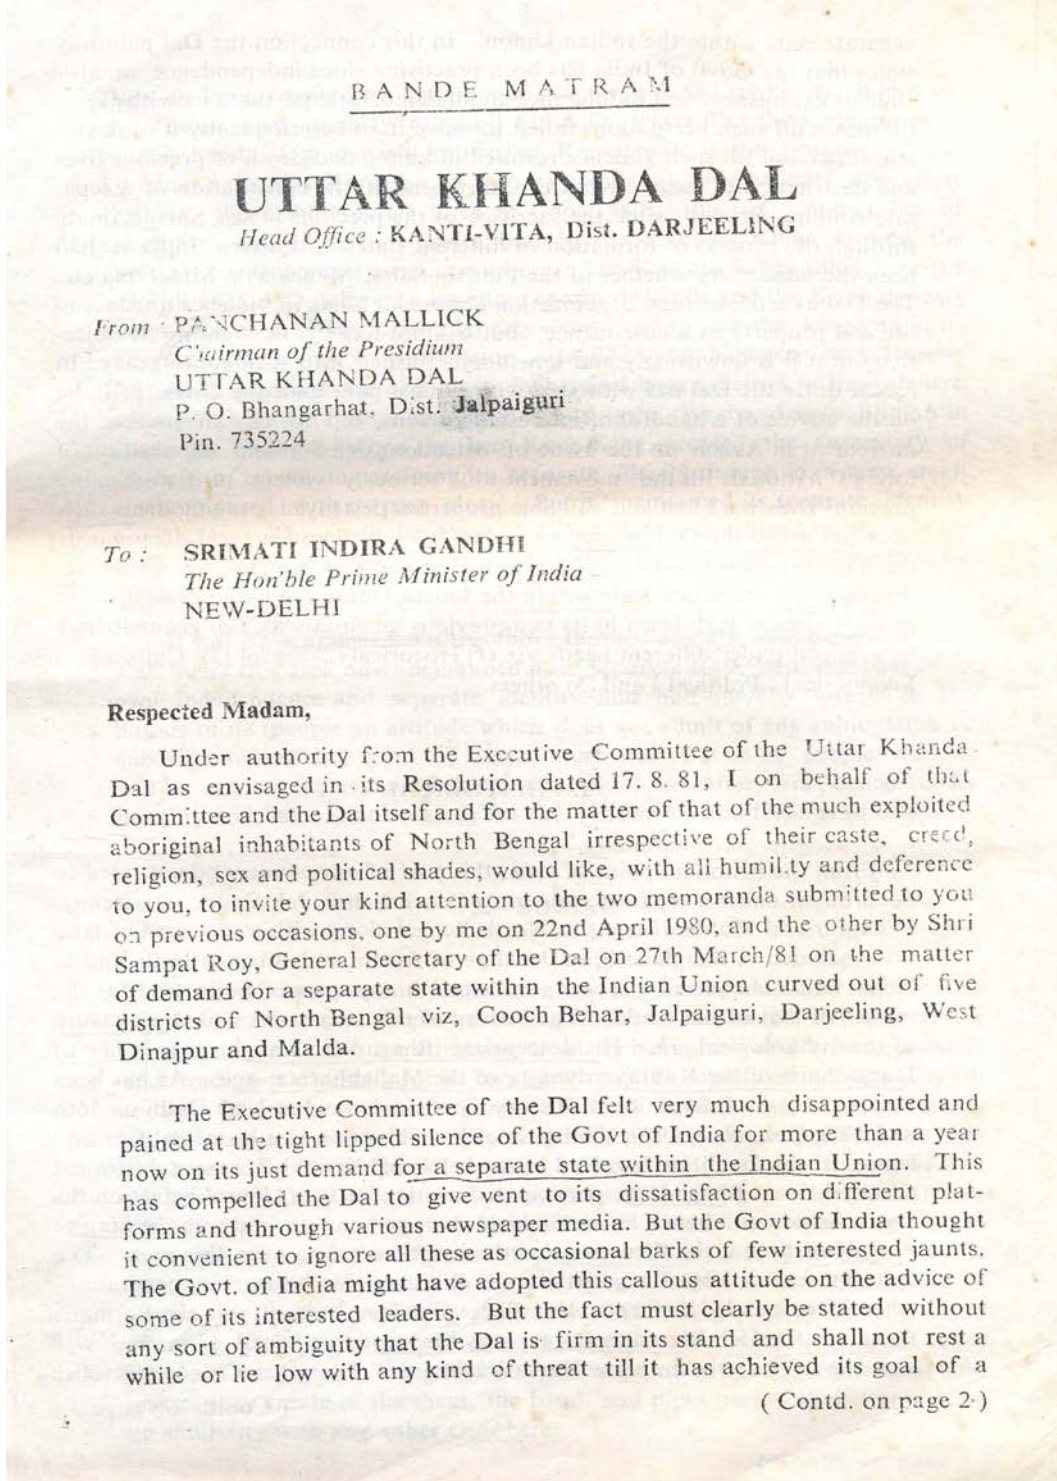 BANDE MATRAM
UTTAR KHANDA DAL
Head Office : KANTI-VITA, Dist. DARJEELING
From : PANCHANAN MALLICK
Chairman of the Presidium
UTTAR KHANDA DAL
P. O. Bhangarhat, Dist. Jalpaiguri
Pin. 735224
To : SRIMATI INDIRA GANDHI
The Hon'ble Prime Minister of India
NEW-DELHI
Respected Madam,
Under authority from the Executive Committee of the Uttar Khanda
Dal as envisaged in its Resolution dated 17. 8. 81, I on behalf of that
Committee and the Dal itself and for the matter of that of the much exploited
aboriginal inhabitants of North Bengal irrespective of their caste, creed,
religion, sex and political shades, would like, with all humility and deference
to you, to invite your kind attention to the two memoranda submitted to you
on previous occasions, one by me on 22nd April 1980, and the other by Shri
Sampat Roy, General Secretary of the Dal on 27th March/81 on the matter
of demand for a separate state within the Indian Union curved out of five
districts of North Bengal viz, Cooch Behar, Jalpaiguri, Darjeeling, West
Dinajpur and Malda.
The Executive Committee of the Dal felt very much disappointed and
pained at the tight lipped silence of the Govt of India for more than a year
now on its just demand for a separate state within the Indian Union. This
has compelled the Dal to give vent to its dissatisfaction on different plat-
forms and through various newspaper media. But the Govt of India thought
it convenient to ignore all these as occasional barks of few interested jaunts.
The Govt. of India might have adopted this callous attitude on the advice of
some of its interested leaders. But the fact must clearly be stated without
any sort of ambiguity that the Dal is firm in its stand and shall not rest a
while or lie low with any kind of threat till it has achieved its goal of a
( Contd. on page 2 )